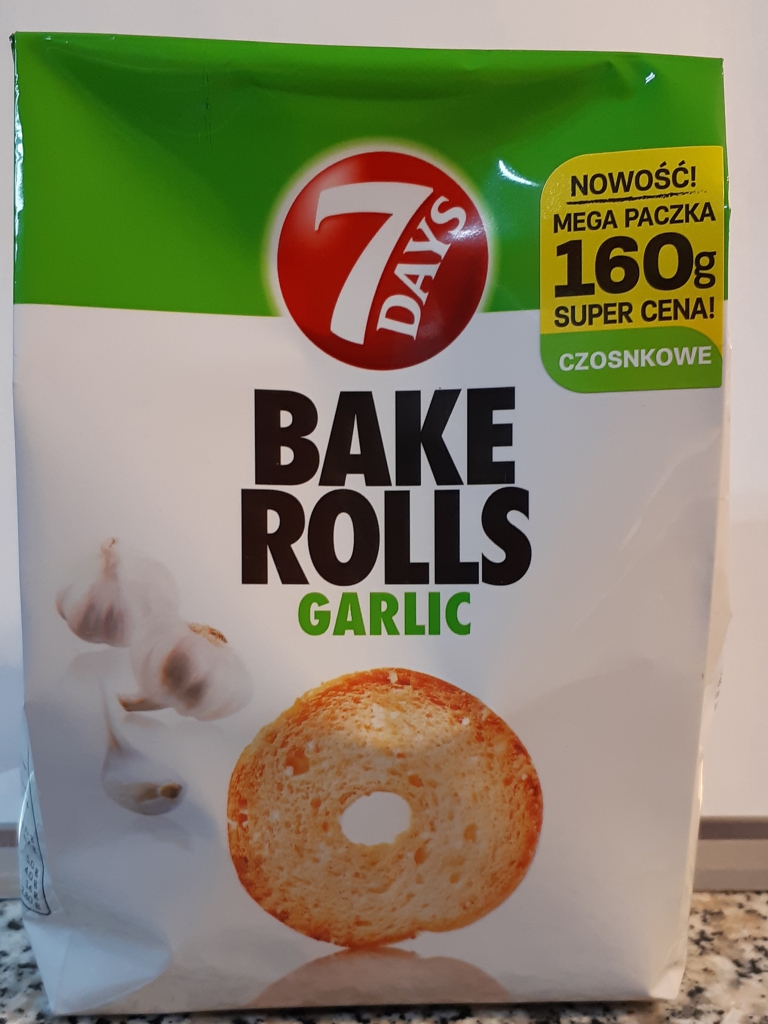 7
DAYS
NOWOŚĆ!
MEGA PACZKA
160g
SUPER CENA!
CZOSNKOWE
BAKE
ROLLS
GARLIC